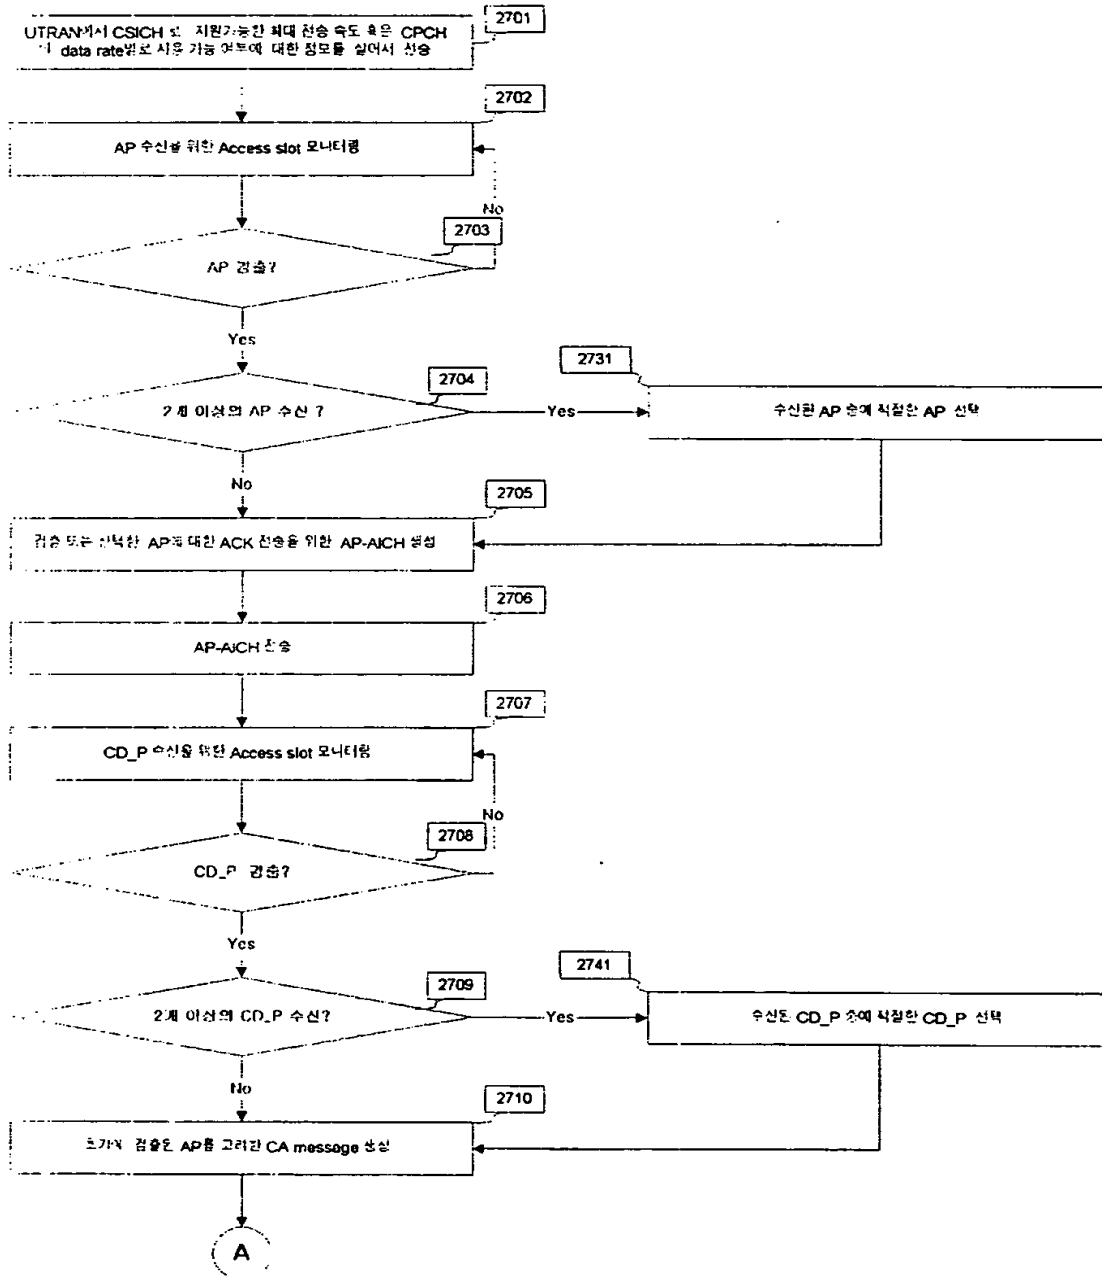 2701
UTRAN에서 CSICH 로 지원가능한 최대 전송 속도 혹은 CPCH
의 data rate별로 사용 가능 여부에 대한 정보를 실어서 전송
2702
AP 수신을 위한 Access slot 모니터링
No
2703
AP 검출?
Yes
2704
2개 이상의 AP 수신 ?
Yes
2731
수신된 AP 중에 적절한 AP 선택
No
2705
검출 또는 선택한 AP에 대한 ACK 전송을 위한 AP-AICH 생성
2706
AP-AICH 전송
2707
CD_P 수신을 위한 Access slot 모니터링
No
2708
CD_P 검출?
Yes
2709
2개 이상의 CD_P 수신?
Yes
2741
수신된 CD_P 중에 적절한 CD_P 선택
No
2710
검출된 AP를 고려한 CA message 생성
A